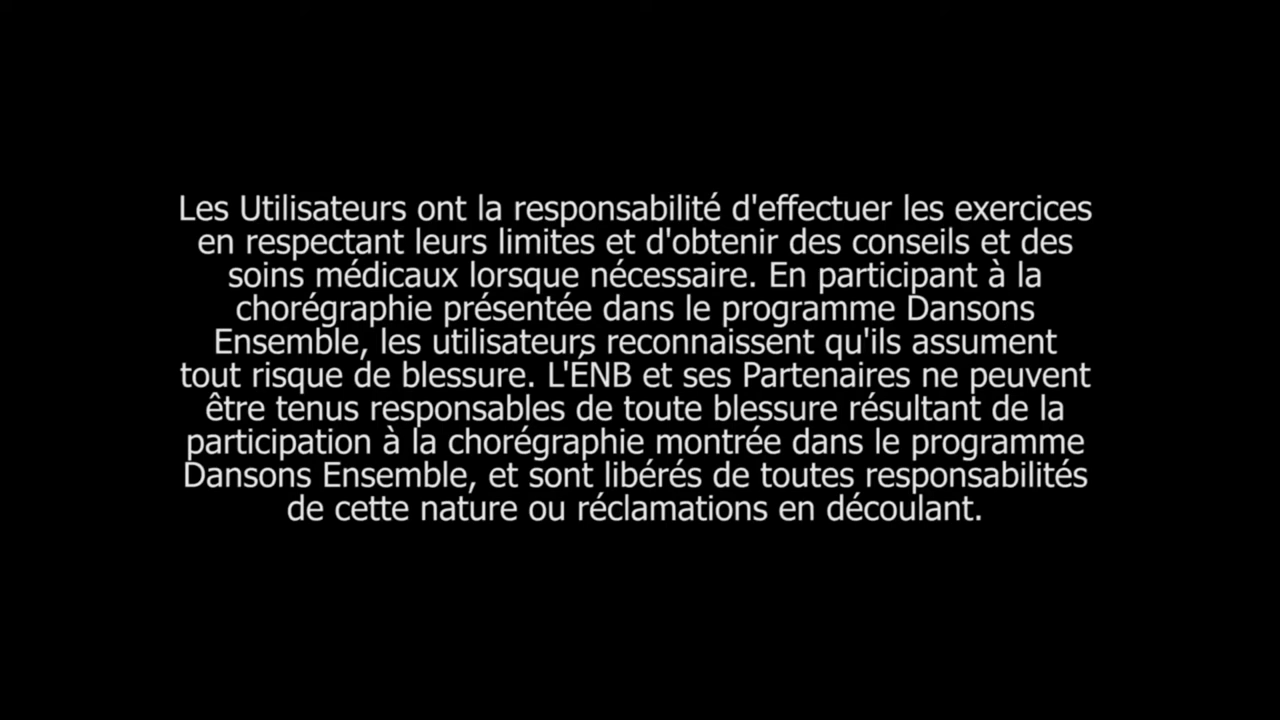 Les Utilisateurs ont la responsabilité d'effectuer les exercices
en respectant leurs limites et d'obtenir des conseils et des
soins médicaux lorsque nécessaire. En participant à la
chorégraphie présentée dans le programme Dansons
Ensemble, les utilisateurs reconnaissent qu'ils assument
tout risque de blessure. L'ÉNB et ses Partenaires ne peuvent
être tenus responsables de toute blessure résultant de la
participation à la chorégraphie montrée dans le programme
Dansons Ensemble, et sont libérés de toutes responsabilités
de cette nature ou réclamations en découlant.